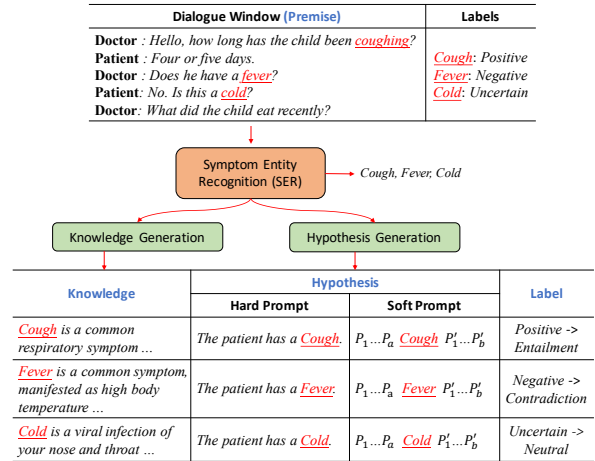 Dialogue Window (Premise) Labels
Doctor : Hello, how long has the child been coughing?
Patient : Four or five days.
Doctor : Does he have a fever?
Patient: No. Is this a cold?
Doctor: What did the child eat recently?
Cough: Positive
Fever: Negative
Cold: Uncertain
Symptom Entity
Recognition (SER)
Cough, Fever, Cold
Knowledge Generation
Hypothesis Generation
Knowledge
Hypothesis
Label
Hard Prompt
Soft Prompt
Cough is a common
respiratory symptom ...
The patient has a Cough.
P₁...Pₐ Cough P′₁...P′b
Positive ->
Entailment
Fever is a common symptom,
manifested as high body
temperature ...
The patient has a Fever.
P₁...Pₐ Fever P′₁...P′b
Negative ->
Contradiction
Cold is a viral infection of
your nose and throat ...
The patient has a Cold.
P₁...Pₐ Cold P′₁...P′b
Uncertain ->
Neutral